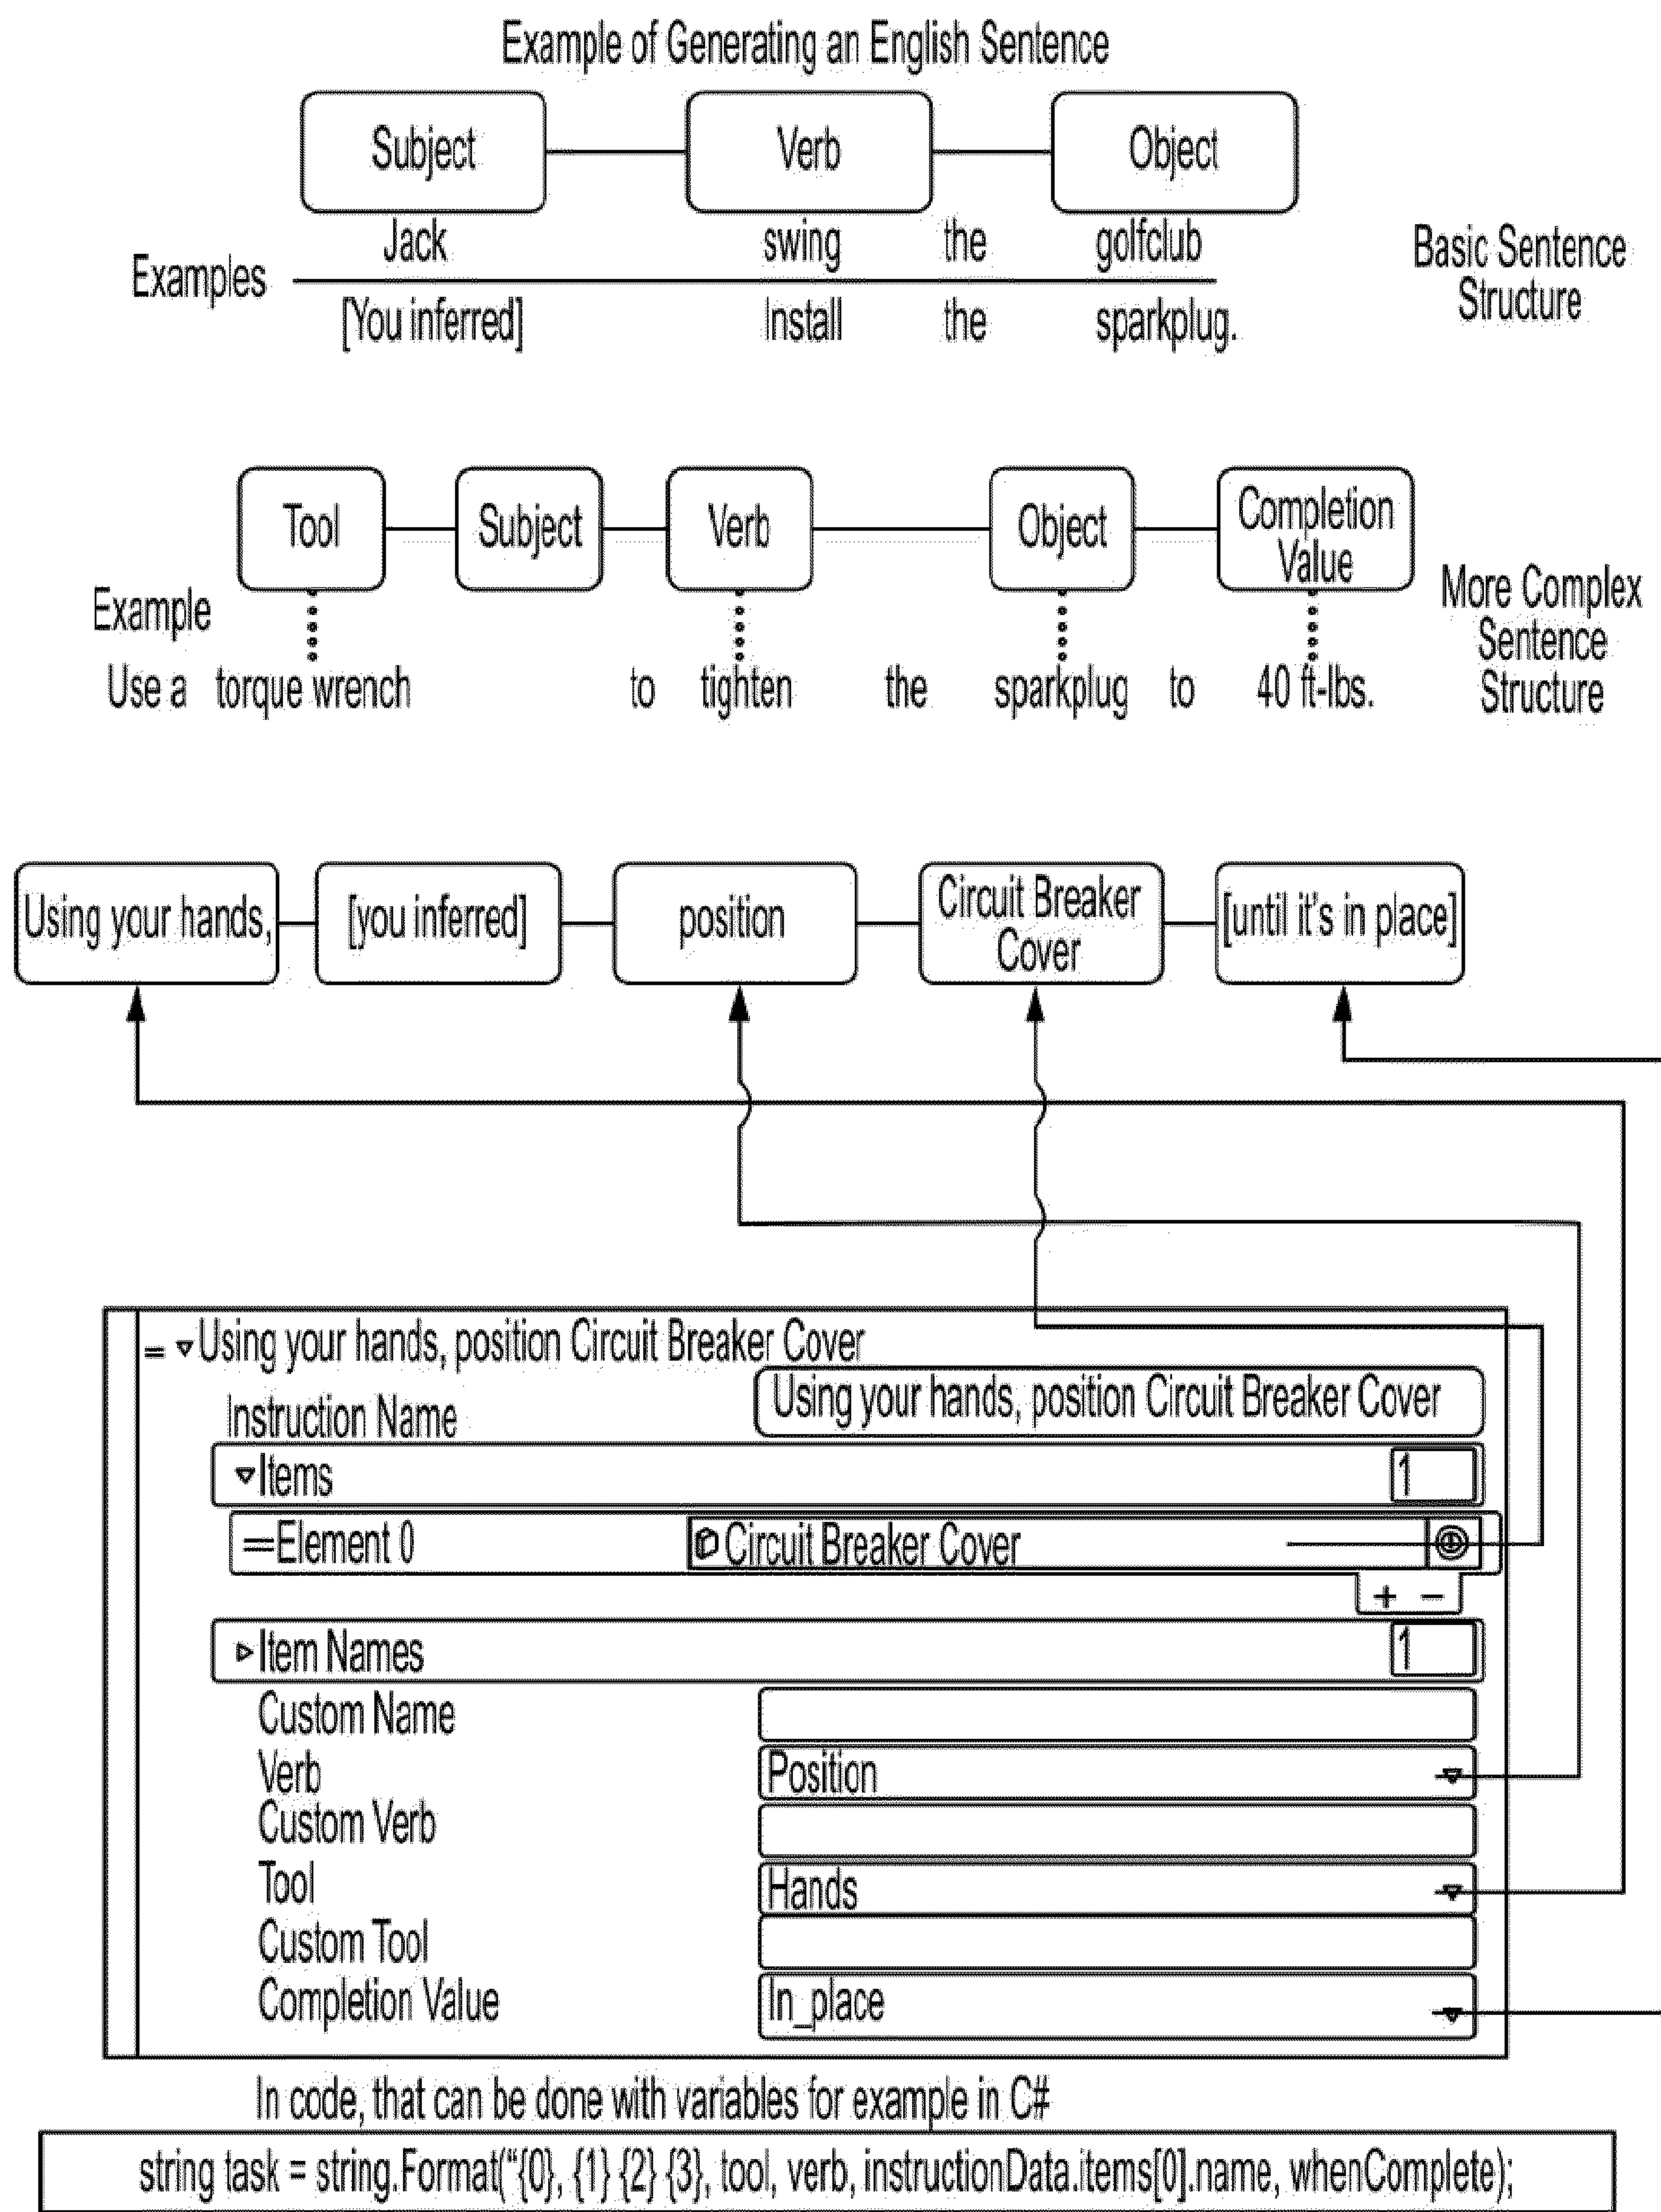 Example of Generating an English Sentence
Subject Verb Object
Jack swing the golfclub
Examples
[You inferred] Install the sparkplug.
Basic Sentence
Structure
Tool Subject Verb Object Completion
Value
Example
Use a torque wrench to tighten the sparkplug to 40 ft-lbs.
More Complex
Sentence
Structure
Using your hands, [you inferred] position Circuit Breaker
Cover
[until it's in place]
= Using your hands, position Circuit Breaker Cover
Instruction Name Using your hands, position Circuit Breaker Cover
Items 1
=Element 0 Circuit Breaker Cover
+ −
Item Names 1
Custom Name
Verb Position
Custom Verb
Tool Hands
Custom Tool
Completion Value In_place
In code, that can be done with variables for example in C#
string task = string.Format("{0}, {1} {2} {3}, tool, verb, instructionData.items[0].name, whenComplete);